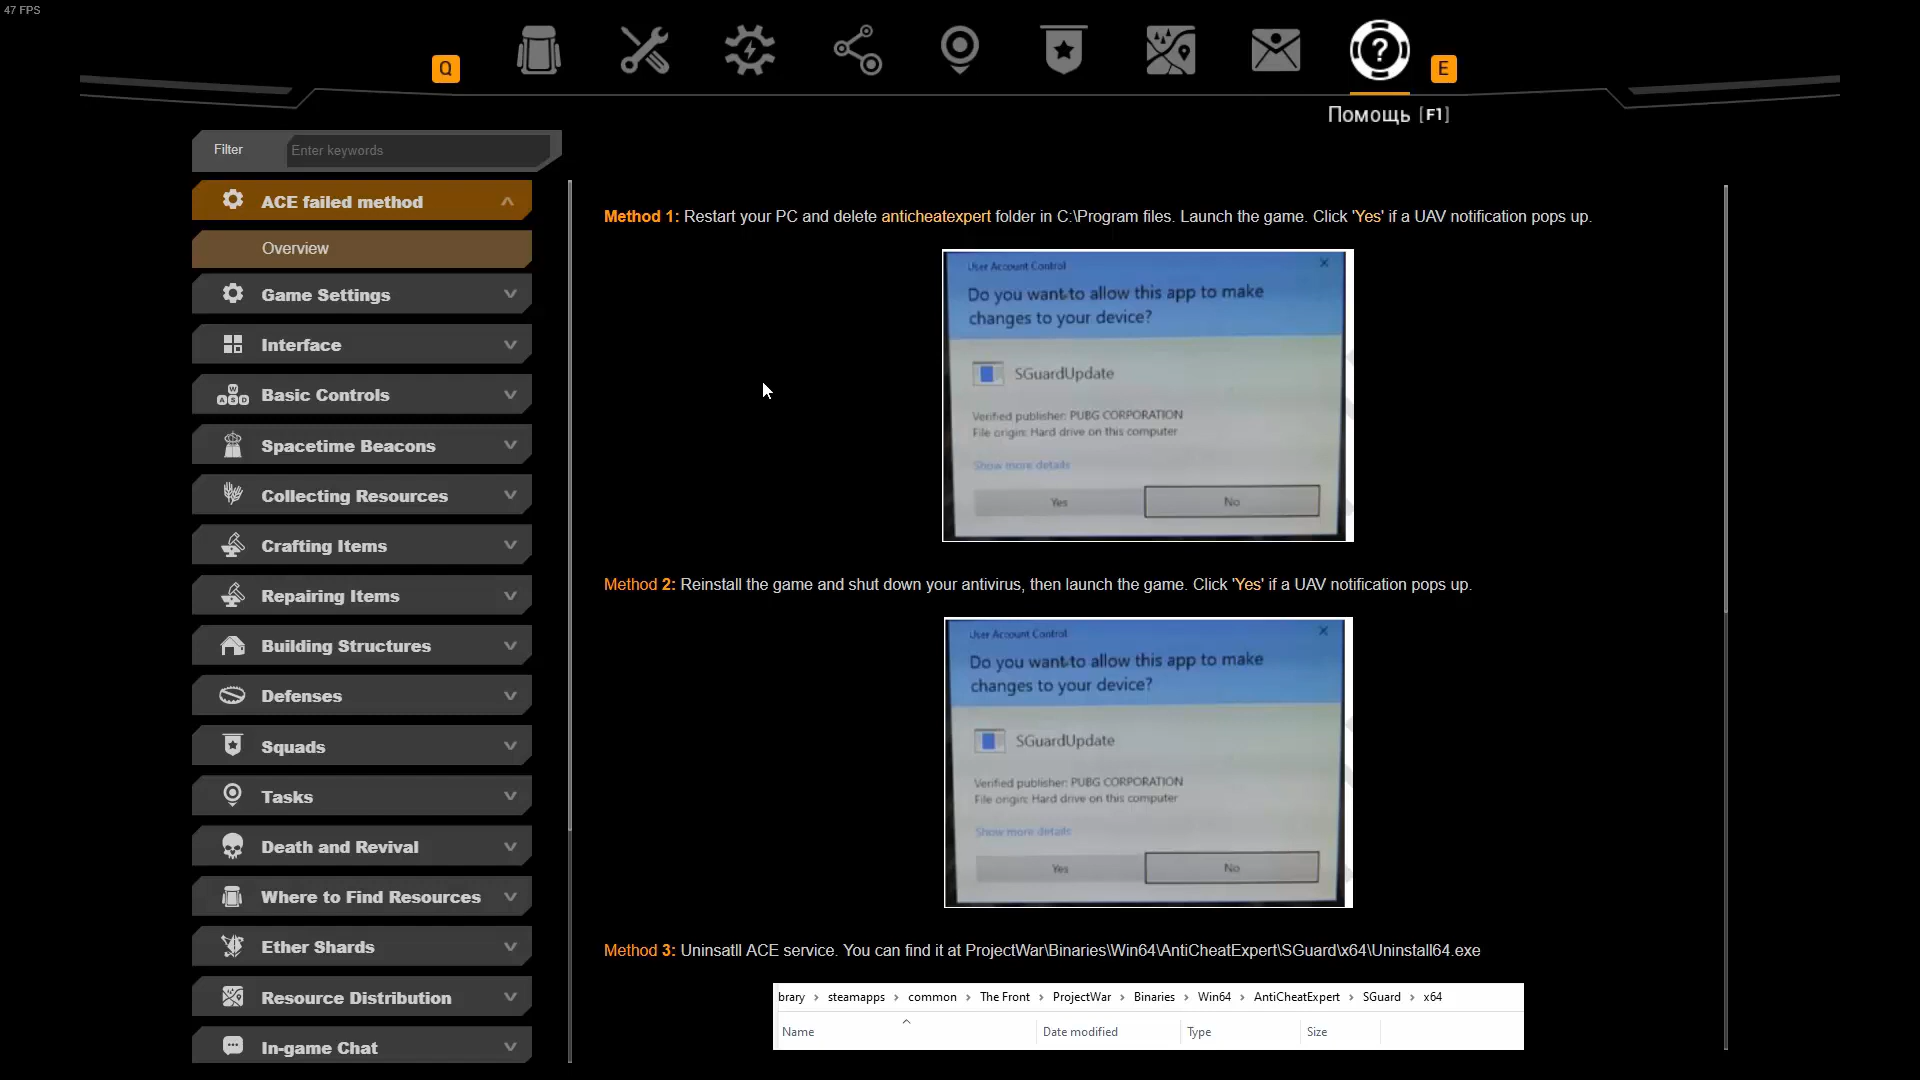 47 FPS
Q
E
Помощь [F1]
Filter
Enter keywords
ACE failed method
Overview
Game Settings
Interface
Basic Controls
W
A S D
Spacetime Beacons
Collecting Resources
Crafting Items
Repairing Items
Building Structures
Defenses
Squads
Tasks
Death and Revival
Where to Find Resources
Ether Shards
Resource Distribution
In-game Chat
Method 1: Restart your PC and delete anticheatexpert folder in C:\Program files. Launch the game. Click 'Yes' if a UAV notification pops up.
User Account Control
Do you want to allow this app to make
changes to your device?
SGuardUpdate
Verified publisher: PUBG CORPORATION
File origin: Hard drive on this computer
Show more details
Yes
No
Method 2: Reinstall the game and shut down your antivirus, then launch the game. Click 'Yes' if a UAV notification pops up.
User Account Control
Do you want to allow this app to make
changes to your device?
SGuardUpdate
Verified publisher: PUBG CORPORATION
File origin: Hard drive on this computer
Show more details
Yes
No
Method 3: Uninsatll ACE service. You can find it at ProjectWar\Binaries\Win64\AntiCheatExpert\SGuard\x64\Uninstall64.exe
brary > steamapps > common > The Front > ProjectWar > Binaries > Win64 > AntiCheatExpert > SGuard > x64
Name Date modified Type Size